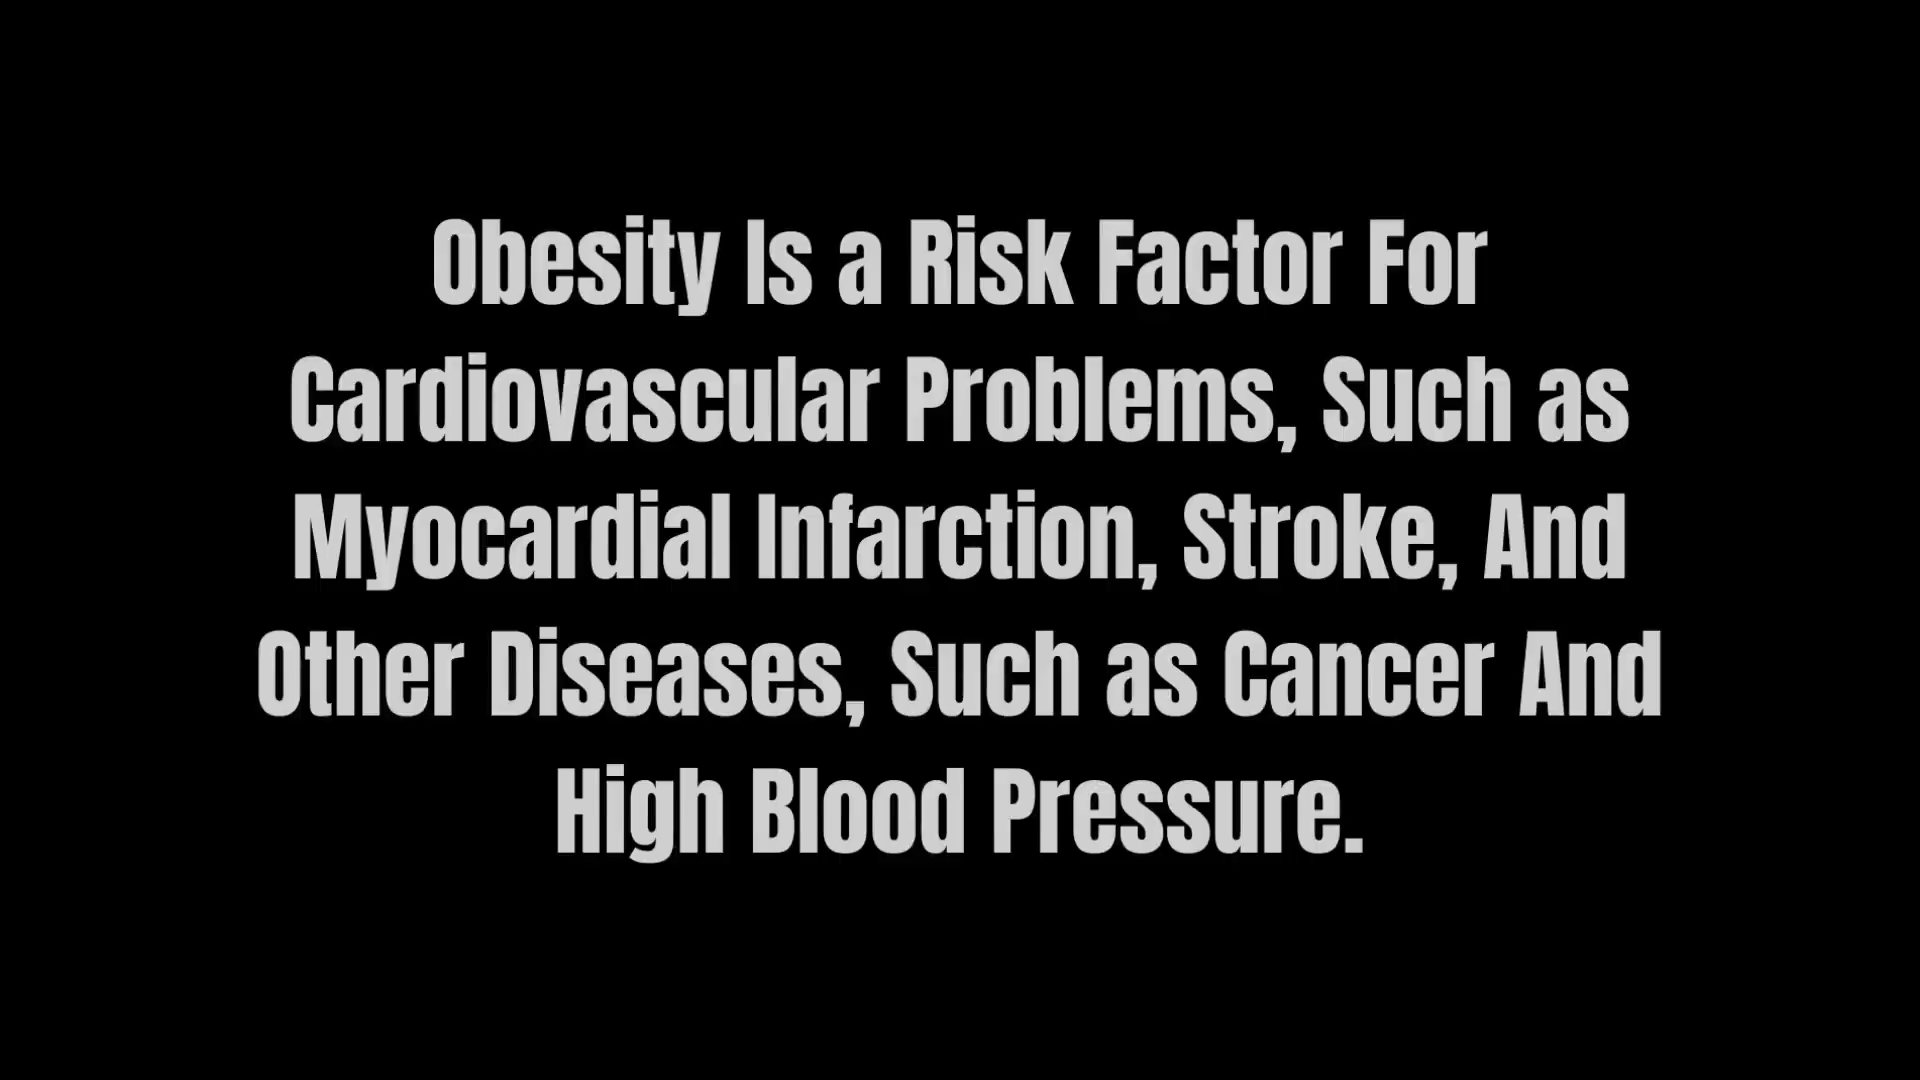 Obesity Is a Risk Factor For
Cardiovascular Problems, Such as
Myocardial Infarction, Stroke, And
Other Diseases, Such as Cancer And
High Blood Pressure.